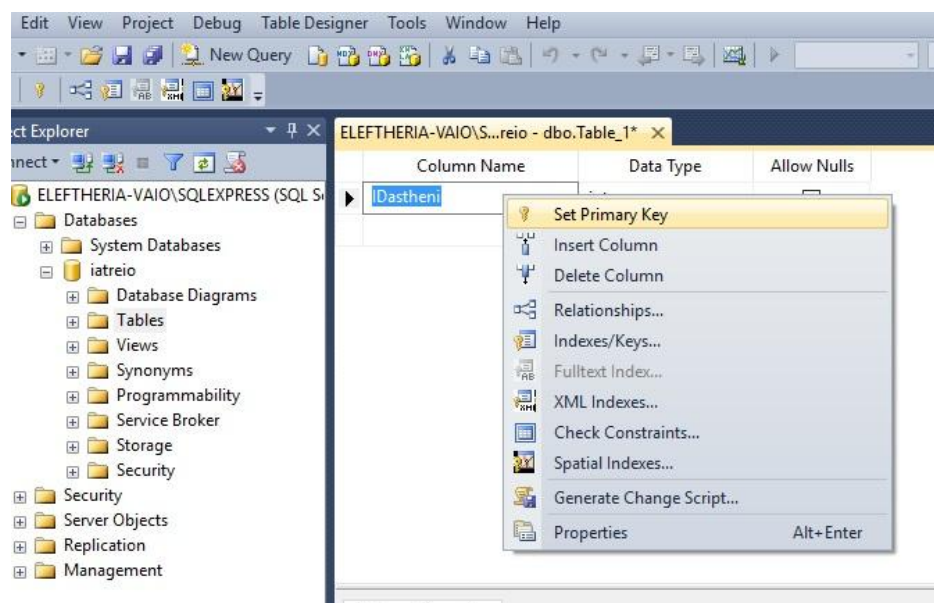 Edit View Project Debug Table Designer Tools Window Help
New Query
ct Explorer
nnect
ELEFTHERIA-VAIO\SQLEXPRESS (SQL S
Databases
System Databases
iatreio
Database Diagrams
Tables
Views
Synonyms
Programmability
Service Broker
Storage
Security
Security
Server Objects
Replication
Management
ELEFTHERIA-VAIO\S...reio - dbo.Table_1*
Column Name Data Type Allow Nulls
IDastheni
Set Primary Key
Insert Column
Delete Column
Relationships...
Indexes/Keys...
Fulltext Index...
XML Indexes...
Check Constraints...
Spatial Indexes...
Generate Change Script...
Properties Alt+Enter